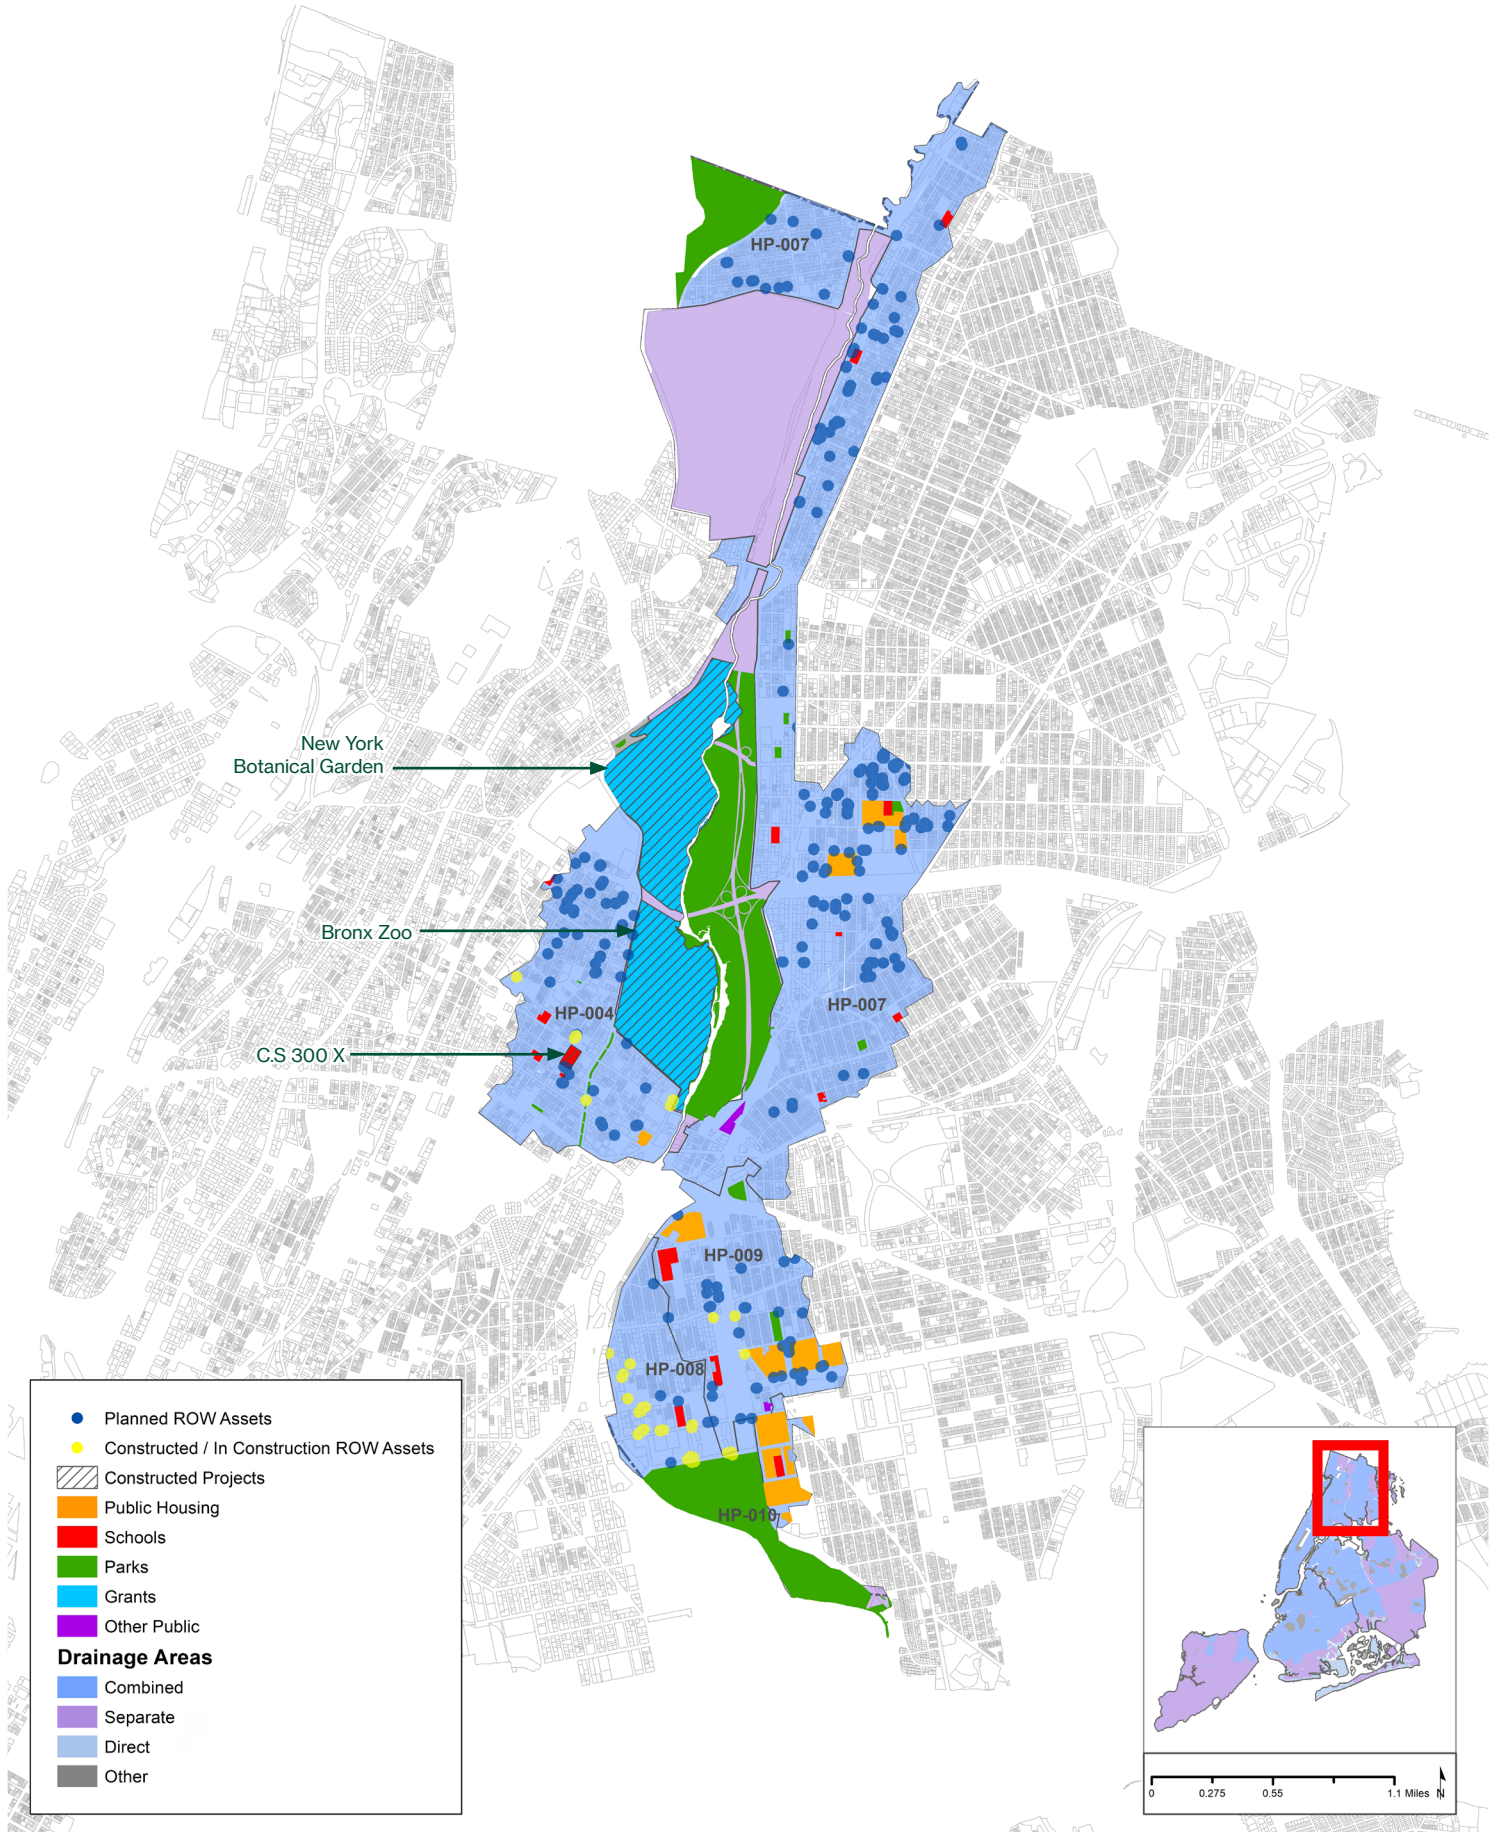 HP-007
New York
Botanical Garden
Bronx Zoo
HP-004
HP-007
C.S 300 X
HP-009
HP-008
HP-010
Planned ROW Assets
Constructed / In Construction ROW Assets
Constructed Projects
Public Housing
Schools
Parks
Grants
Other Public
Drainage Areas
Combined
Separate
Direct
Other
0 0.275 0.55 1.1 Miles N